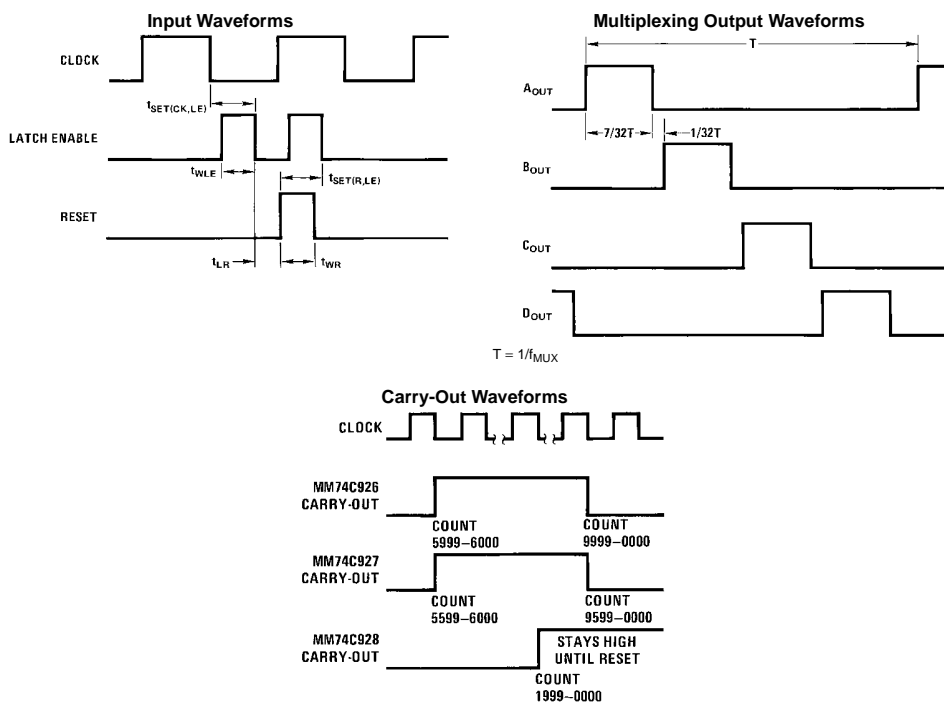 Input Waveforms
CLOCK
tSET(CK,LE)
LATCH ENABLE
tWLE
tSET(R,LE)
RESET
tLR
tWR
Multiplexing Output Waveforms
T
AOUT
7/32T
1/32T
BOUT
COUT
DOUT
T = 1/fMUX
Carry-Out Waveforms
CLOCK
MM74C926
CARRY-OUT
COUNT
5999–6000
COUNT
9999–0000
MM74C927
CARRY-OUT
COUNT
5599–6000
COUNT
9599–0000
MM74C928
CARRY-OUT
STAYS HIGH
UNTIL RESET
COUNT
1999–0000